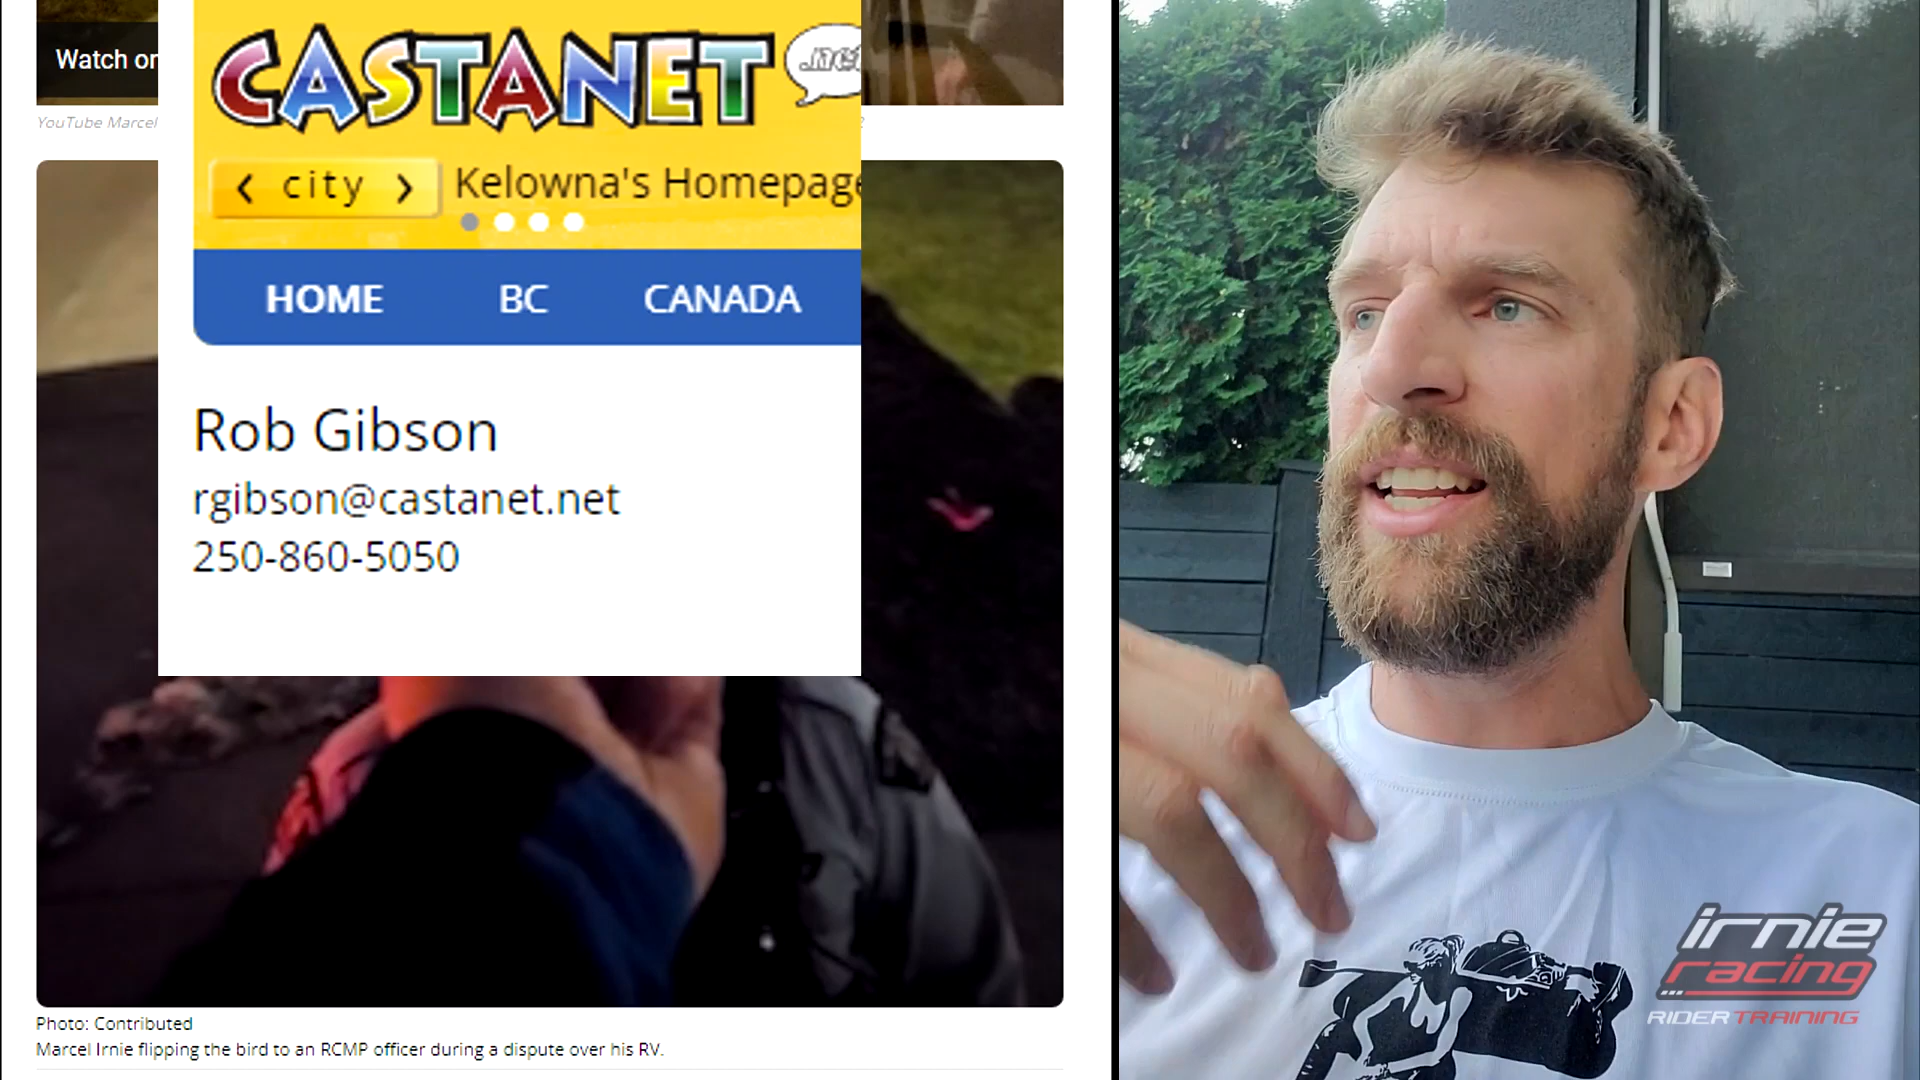 Watch on
YouTube Marcel
CASTANET
.net
‹ city › Kelowna's Homepage
HOME BC CANADA
Rob Gibson
rgibson@castanet.net
250-860-5050
Photo: Contributed
Marcel Irnie flipping the bird to an RCMP officer during a dispute over his RV.
irnie
racing
RIDER TRAINING